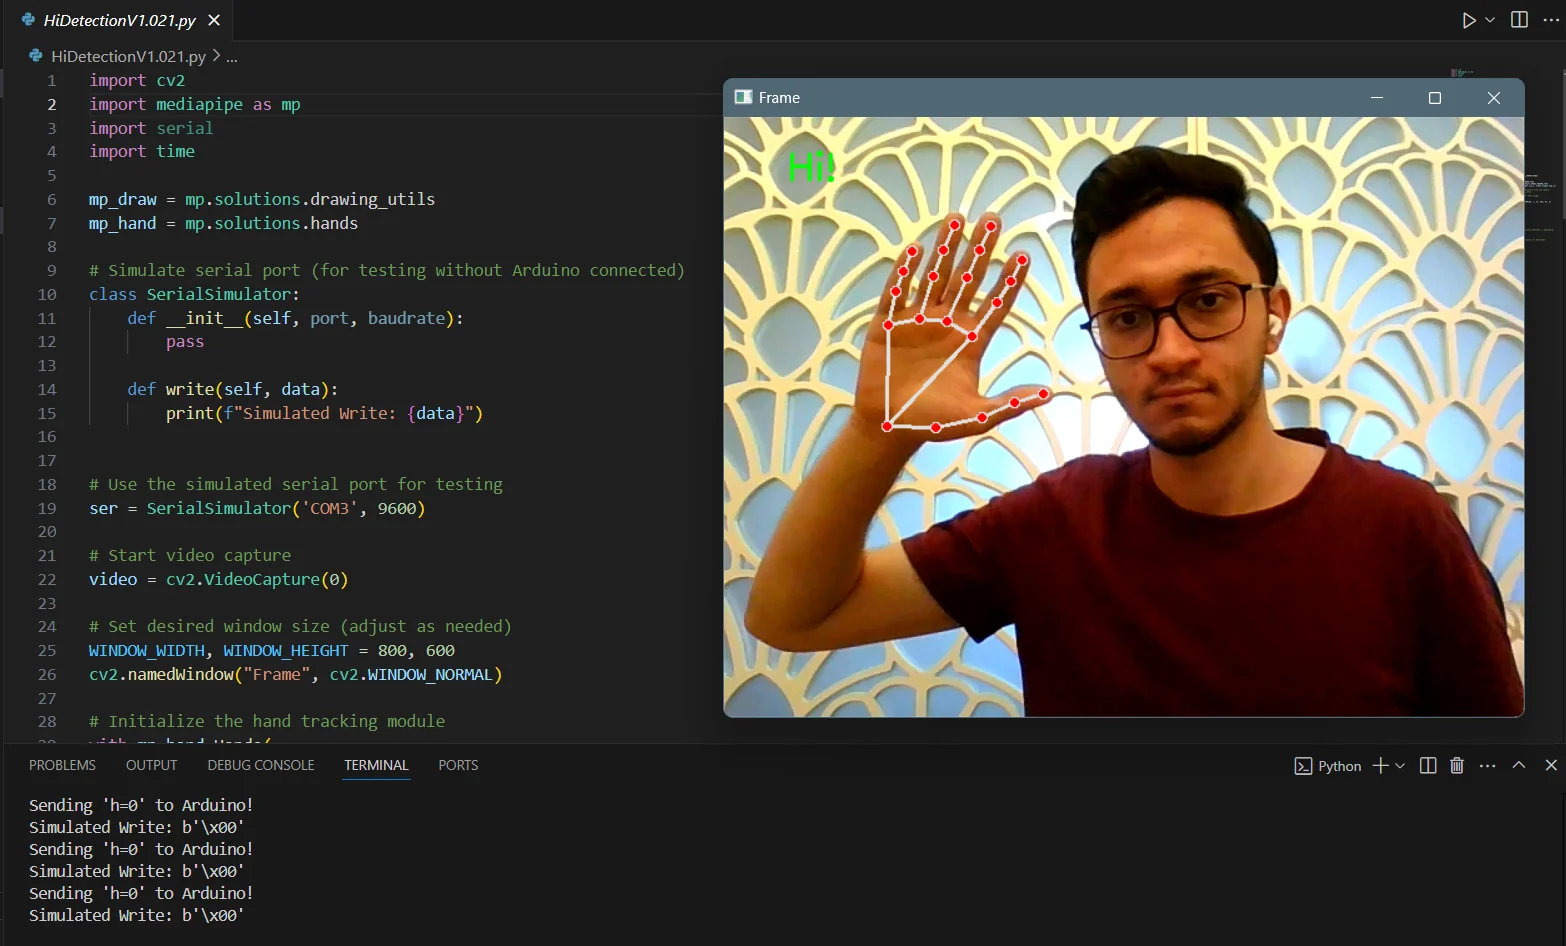 HiDetectionV1.021.py
HiDetectionV1.021.py > ...
1 import cv2
2 import mediapipe as mp
3 import serial
4 import time
5
6 mp_draw = mp.solutions.drawing_utils
7 mp_hand = mp.solutions.hands
8
9 # Simulate serial port (for testing without Arduino connected)
10 class SerialSimulator:
11     def __init__(self, port, baudrate):
12         pass
13
14     def write(self, data):
15         print(f"Simulated Write: {data}")
16
17
18 # Use the simulated serial port for testing
19 ser = SerialSimulator('COM3', 9600)
20
21 # Start video capture
22 video = cv2.VideoCapture(0)
23
24 # Set desired window size (adjust as needed)
25 WINDOW_WIDTH, WINDOW_HEIGHT = 800, 600
26 cv2.namedWindow("Frame", cv2.WINDOW_NORMAL)
27
28 # Initialize the hand tracking module
Frame
Hi!
PROBLEMS OUTPUT DEBUG CONSOLE TERMINAL PORTS
Python
Sending 'h=0' to Arduino!
Simulated Write: b'\x00'
Sending 'h=0' to Arduino!
Simulated Write: b'\x00'
Sending 'h=0' to Arduino!
Simulated Write: b'\x00'